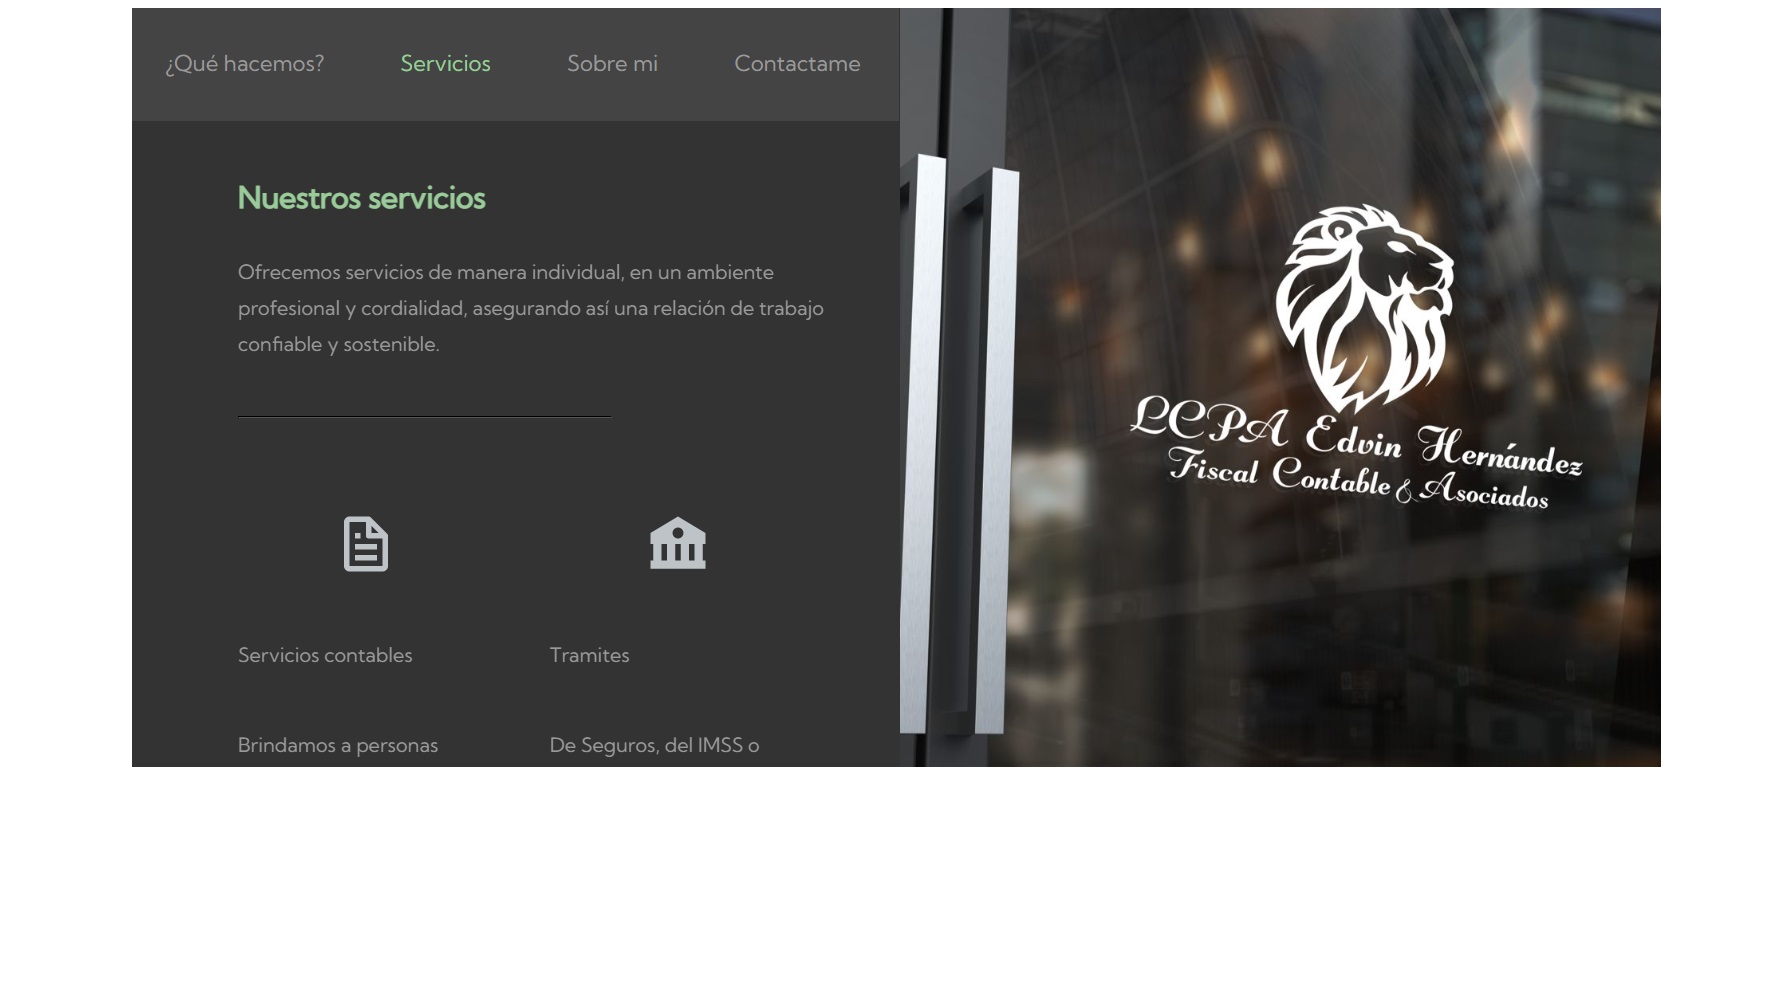 ¿Qué hacemos?
Servicios
Sobre mi
Contactame
Nuestros servicios
Ofrecemos servicios de manera individual, en un ambiente
profesional y cordialidad, asegurando así una relación de trabajo
confiable y sostenible.
Servicios contables
Tramites
Brindamos a personas
De Seguros, del IMSS o
LCPA Edvin Hernández
Fiscal Contable & Asociados